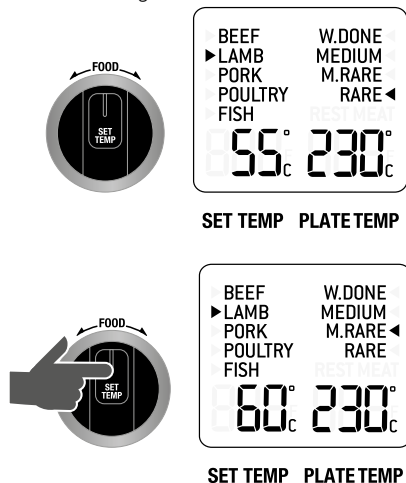 FOOD
SET
TEMP
BEEF W.DONE
LAMB MEDIUM
PORK M.RARE
POULTRY RARE
FISH REST MEAT
55°C 230°C
SET TEMP PLATE TEMP
FOOD
SET
TEMP
BEEF W.DONE
LAMB MEDIUM
PORK M.RARE
POULTRY RARE
FISH REST MEAT
60°C 230°C
SET TEMP PLATE TEMP